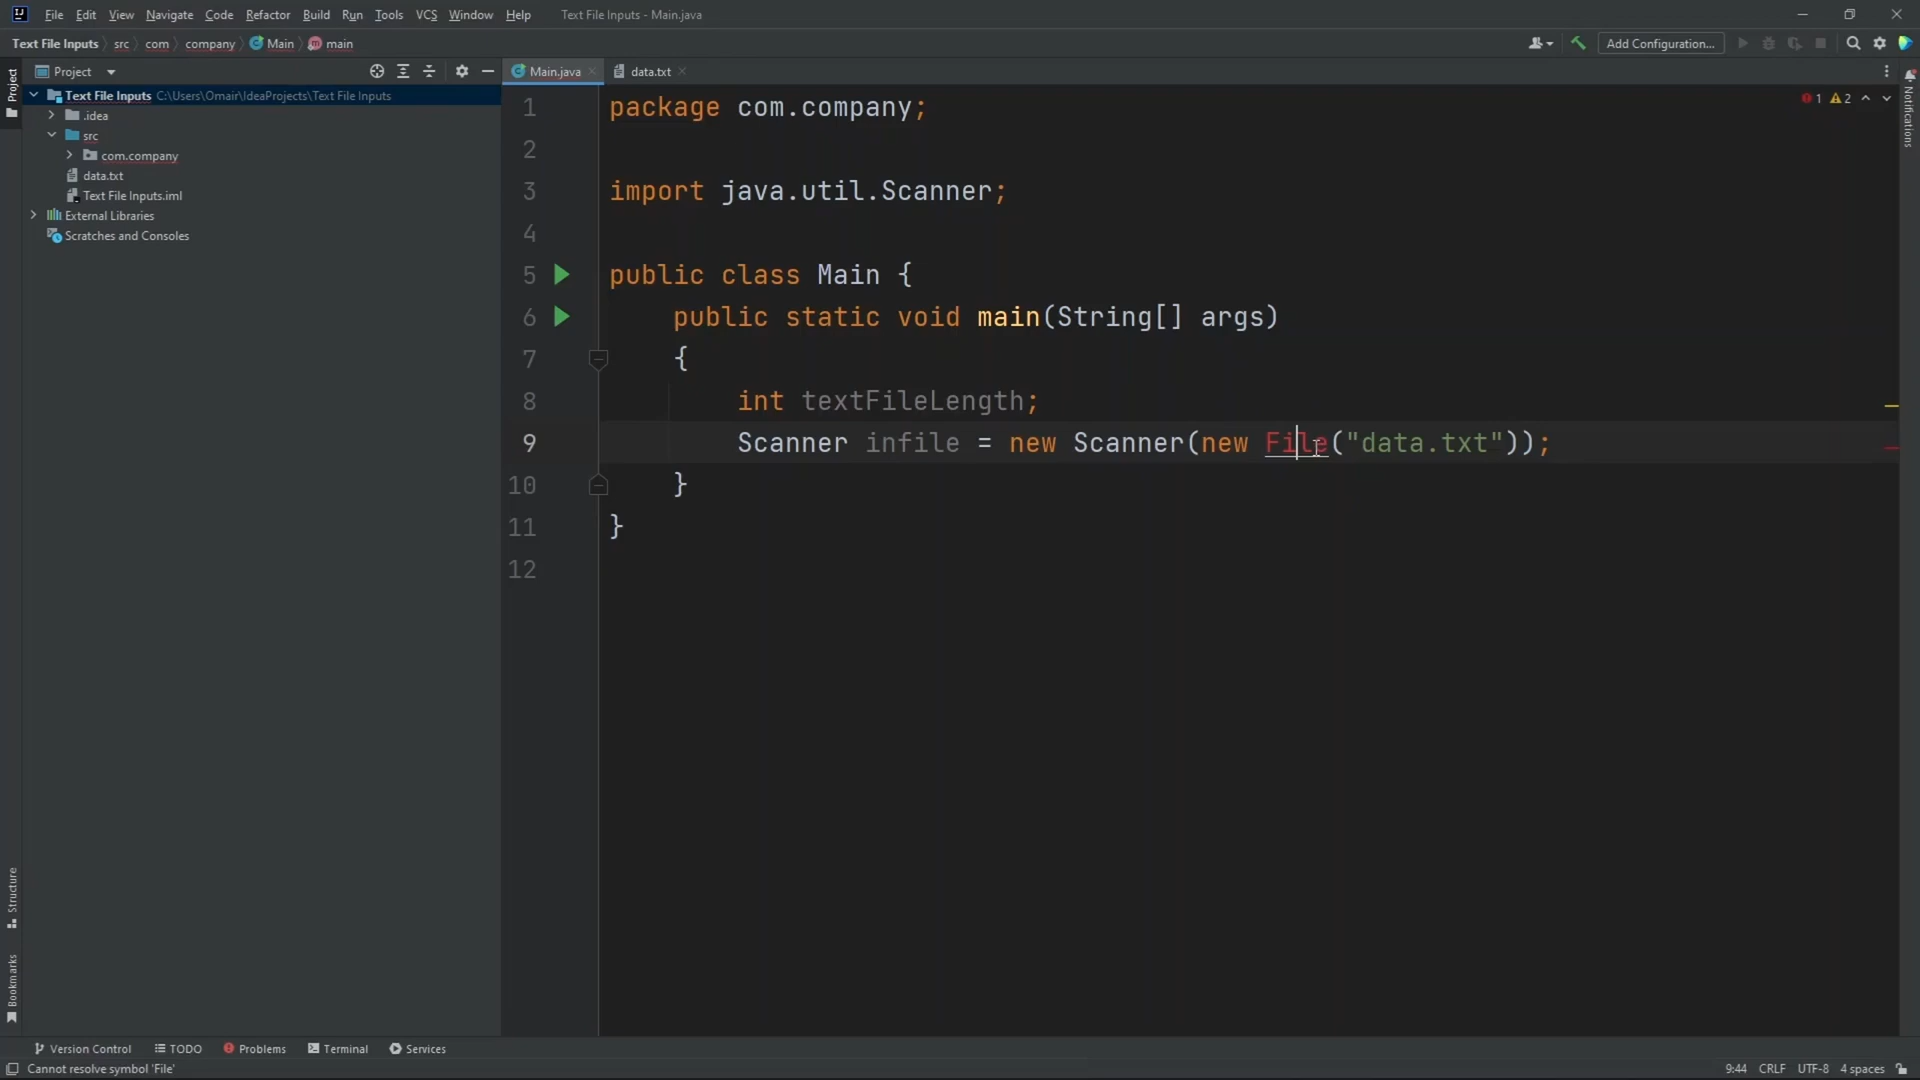 File Edit View Navigate Code Refactor Build Run Tools VCS Window Help Text File Inputs - Main.java
Text File Inputs src com company Main main Add Configuration...
Project
Main.java data.txt
Project
Notifications
Text File Inputs C:\Users\Omair\IdeaProjects\Text File Inputs
.idea
src
com.company
data.txt
Text File Inputs.iml
External Libraries
Scratches and Consoles
1 2
1 package com.company;
2
3 import java.util.Scanner;
4
5 public class Main {
6 public static void main(String[] args)
7 {
8 int textFileLength;
9 Scanner infile = new Scanner(new File("data.txt"));
10 }
11 }
12
Structure
Bookmarks
Version Control TODO Problems Terminal Services
Cannot resolve symbol 'File' 9:44 CRLF UTF-8 4 spaces